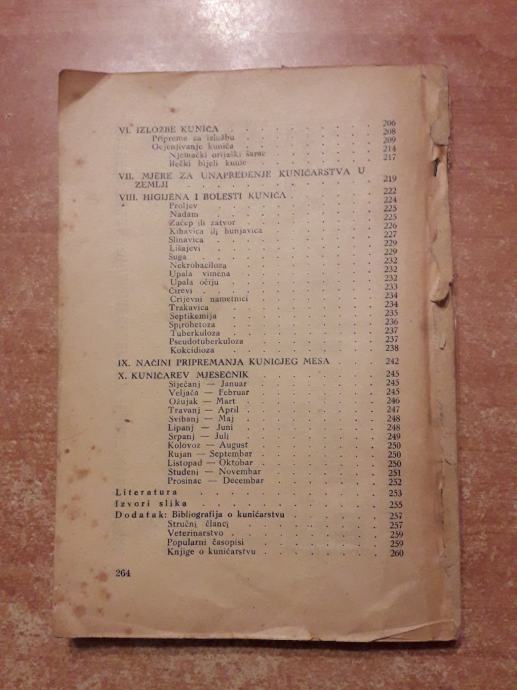 VI. IZLOŽBE KUNIĆA . . . . . . . . 206
Pripreme za izložbu . . . . . . . . 208
Ocjenjivanje kunića . . . . . . . . 209
Njemački orijaški šarac . . . . . . 214
Bečki bijeli kunić . . . . . . . . 217
VII. MJERE ZA UNAPREĐENJE KUNIĆARSTVA U
ZEMLJI . . . . . . . . . . 219
VIII. HIGIJENA I BOLESTI KUNIĆA . . . . . 222
Proljev . . . . . . . . . . 224
Nadam . . . . . . . . . . 225
Začep ili zatvor . . . . . . . . 225
Kihavica ili hunjavica . . . . . . . 226
Slinavica . . . . . . . . . . 227
Lišajevi . . . . . . . . . . 229
Šuga . . . . . . . . . . 229
Nekrobaciloza . . . . . . . . . 232
Upala vimena . . . . . . . . . 232
Upala očiju . . . . . . . . . 232
Čirevi . . . . . . . . . . 233
Crijevni nametnici . . . . . . . . 234
Trakavica . . . . . . . . . . 234
Septikemija . . . . . . . . . 235
Spirohetoza . . . . . . . . . 236
Tuberkuloza . . . . . . . . . 237
Pseudotuberkuloza . . . . . . . . 237
Kokcidioza . . . . . . . . . 238
IX. NAČINI PRIPREMANJA KUNIĆJEG MESA . . . 242
X. KUNIĆAREV MJESEČNIK . . . . . . . 245
Siječanj — Januar . . . . . . . . 245
Veljača — Februar . . . . . . . . 245
Ožujak — Mart . . . . . . . . 246
Travanj — April . . . . . . . . 247
Svibanj — Maj . . . . . . . . 248
Lipanj — Juni . . . . . . . . 248
Srpanj — Juli . . . . . . . . 249
Kolovoz — August . . . . . . . . 250
Rujan — Septembar . . . . . . . 250
Listopad — Oktobar . . . . . . . 250
Studeni — Novembar . . . . . . . 251
Prosinac — Decembar . . . . . . . 252
Literatura . . . . . . . . . . 253
Izvori slika . . . . . . . . . . 255
Dodatak: Bibliografija o kunićarstvu . . . . . 257
Stručni članci . . . . . . . . 257
Veterinarstvo . . . . . . . . 259
Popularni časopisi . . . . . . . 259
Knjige o kunićarstvu . . . . . . . 260
264